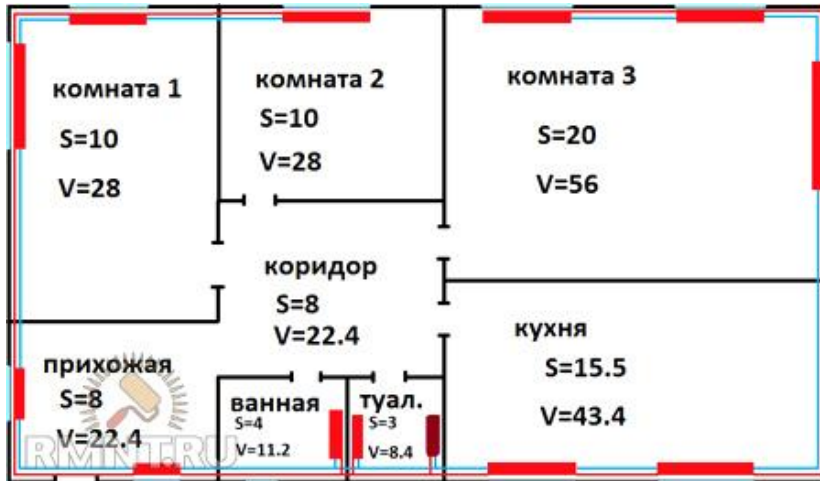 комната 1
S=10
V=28
комната 2
S=10
V=28
комната 3
S=20
V=56
коридор
S=8
V=22.4
кухня
S=15.5
V=43.4
прихожая
S=8
V=22.4
ванная
S=4
V=11.2
туал.
S=3
V=8.4
RMNT.RU